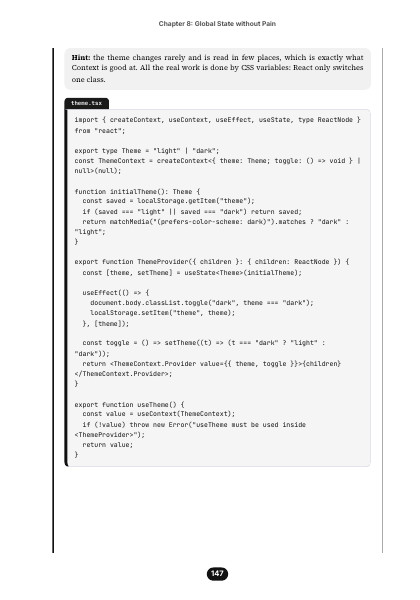 Chapter 8: Global State without Pain
Hint: the theme changes rarely and is read in few places, which is exactly what
Context is good at. All the real work is done by CSS variables: React only switches
one class.
theme.tsx
import { createContext, useContext, useEffect, useState, type ReactNode }
from "react";

export type Theme = "light" | "dark";
const ThemeContext = createContext<{ theme: Theme; toggle: () => void } |
null>(null);

function initialTheme(): Theme {
  const saved = localStorage.getItem("theme");
  if (saved === "light" || saved === "dark") return saved;
  return matchMedia("(prefers-color-scheme: dark)").matches ? "dark" :
"light";
}

export function ThemeProvider({ children }: { children: ReactNode }) {
  const [theme, setTheme] = useState<Theme>(initialTheme);

  useEffect(() => {
    document.body.classList.toggle("dark", theme === "dark");
    localStorage.setItem("theme", theme);
  }, [theme]);

  const toggle = () => setTheme((t) => (t === "dark" ? "light" :
"dark"));
  return <ThemeContext.Provider value={{ theme, toggle }}>{children}
</ThemeContext.Provider>;
}

export function useTheme() {
  const value = useContext(ThemeContext);
  if (!value) throw new Error("useTheme must be used inside
<ThemeProvider>");
  return value;
}
147